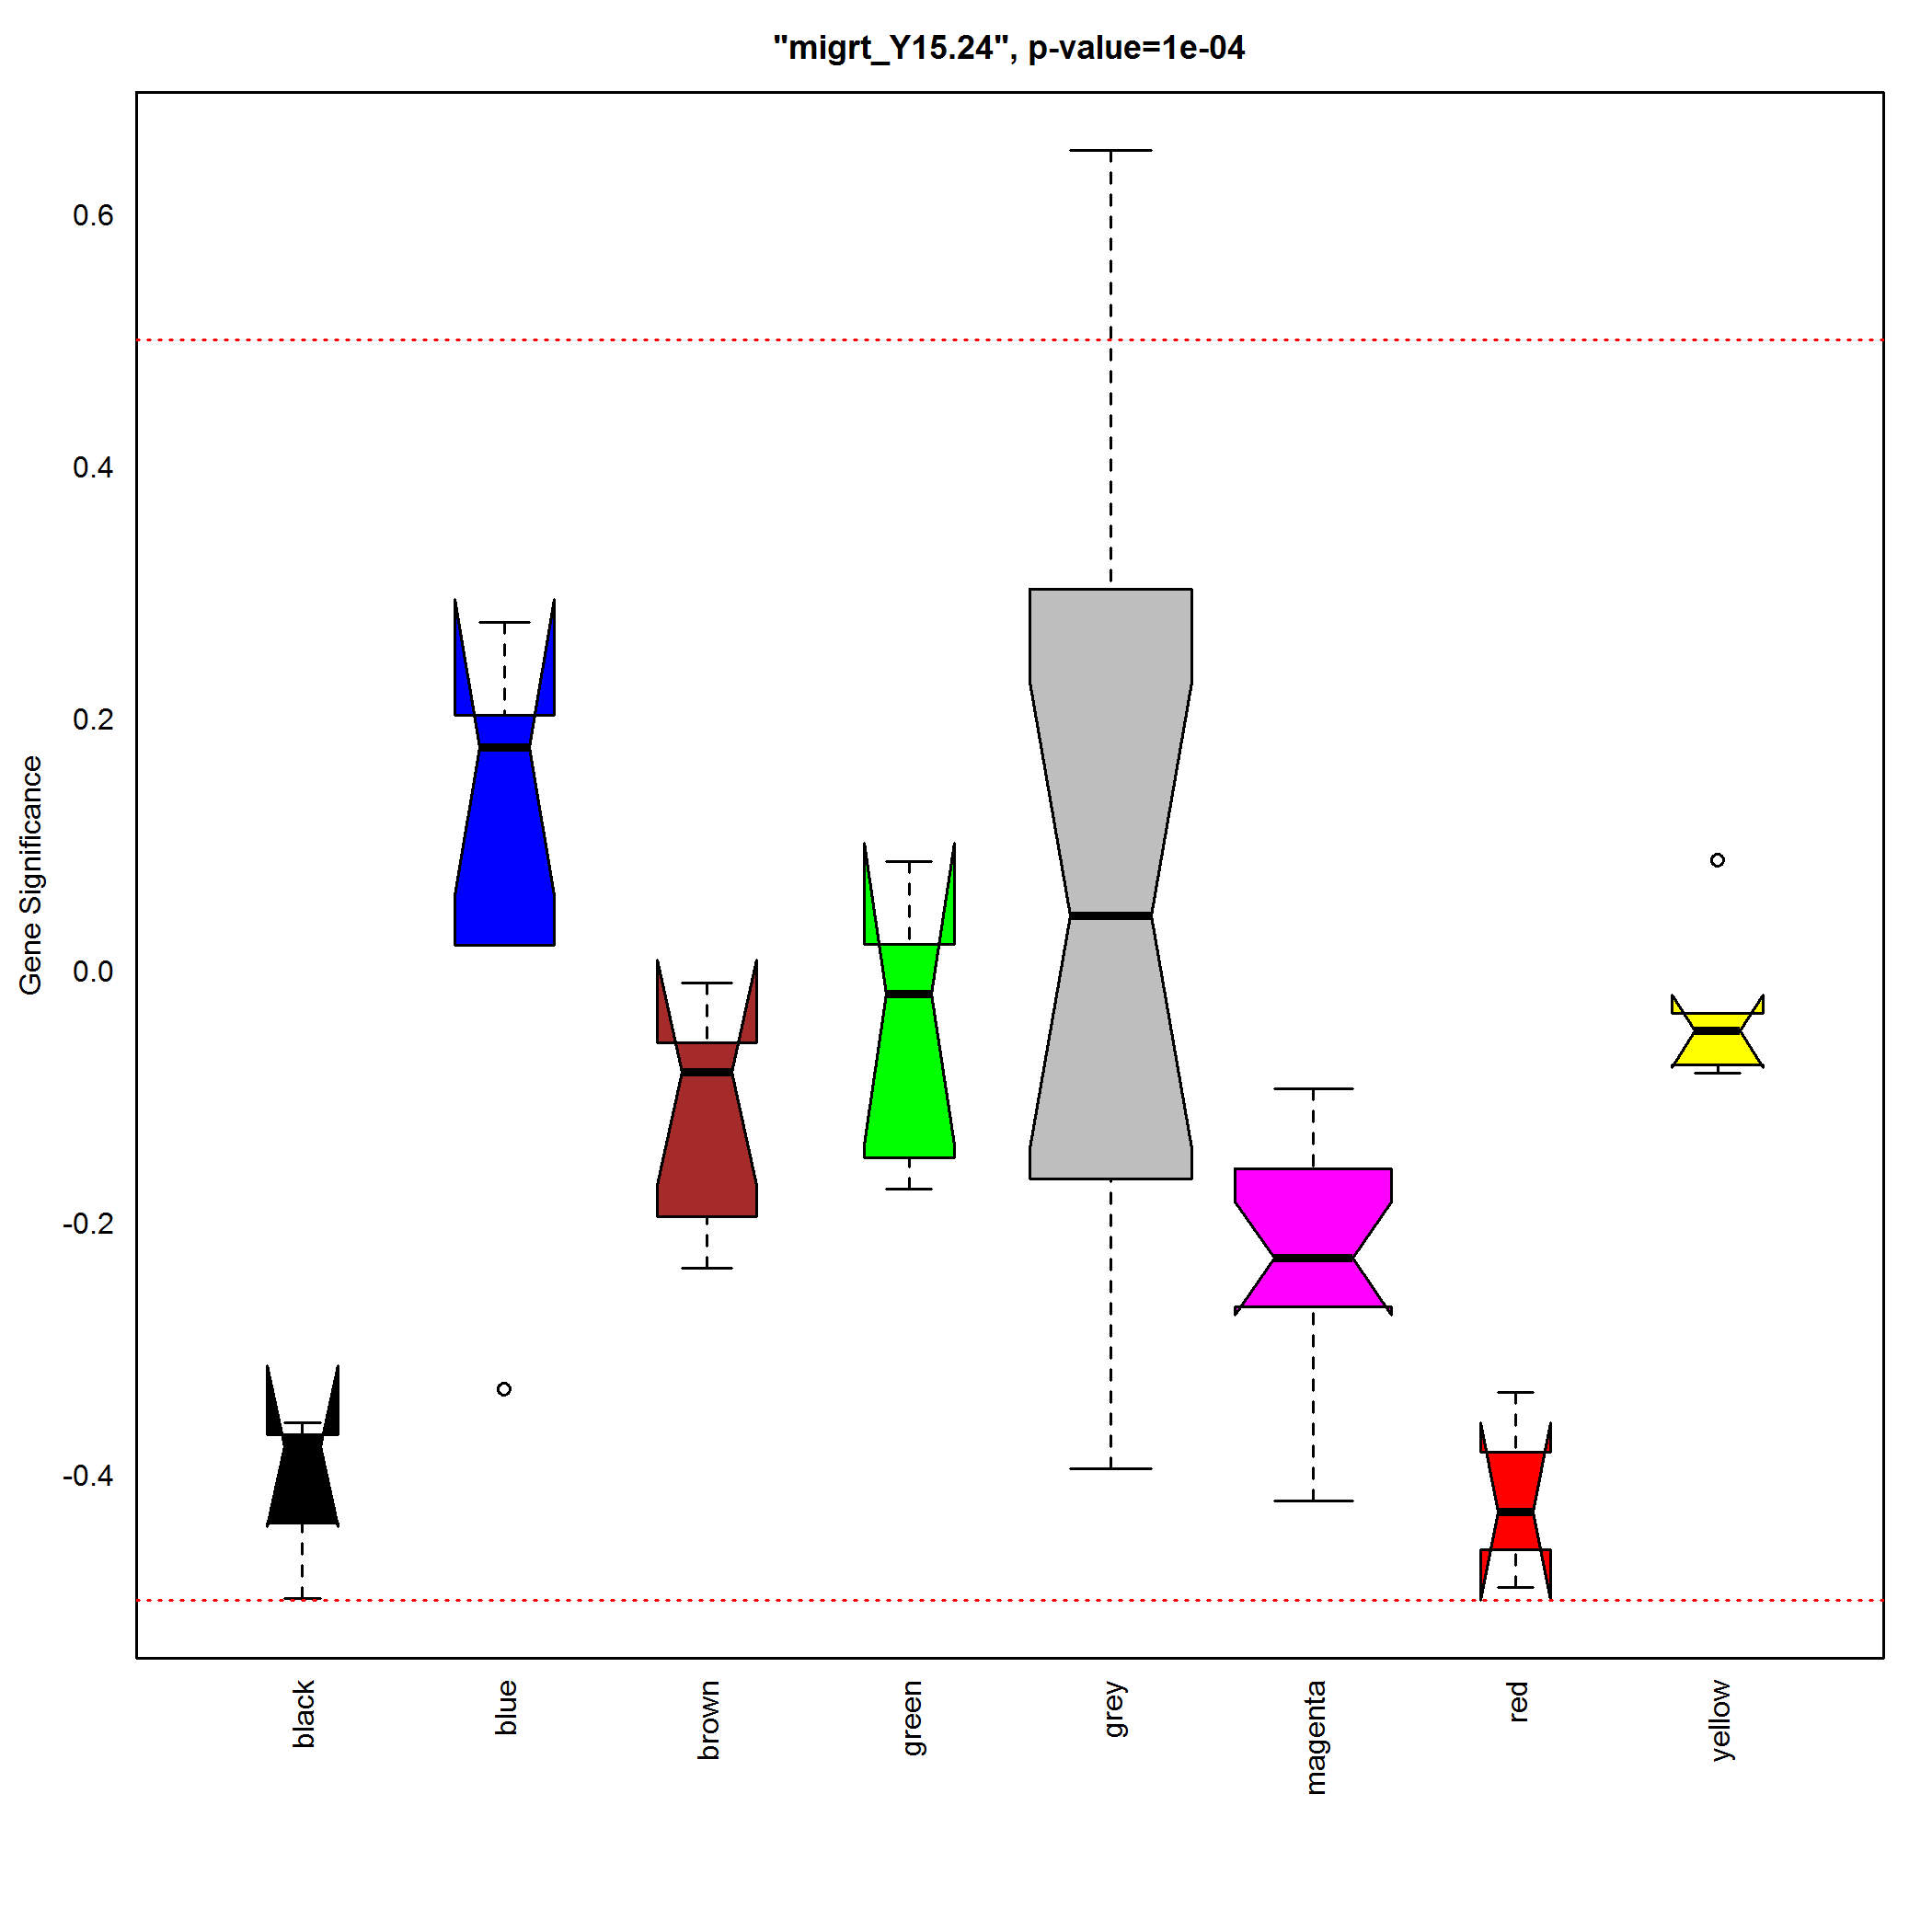 "migrt_Y15.24", p-value=1e-04
Gene Significance
0.6
0.4
0.2
0.0
-0.2
-0.4
black
blue
brown
green
grey
magenta
red
yellow